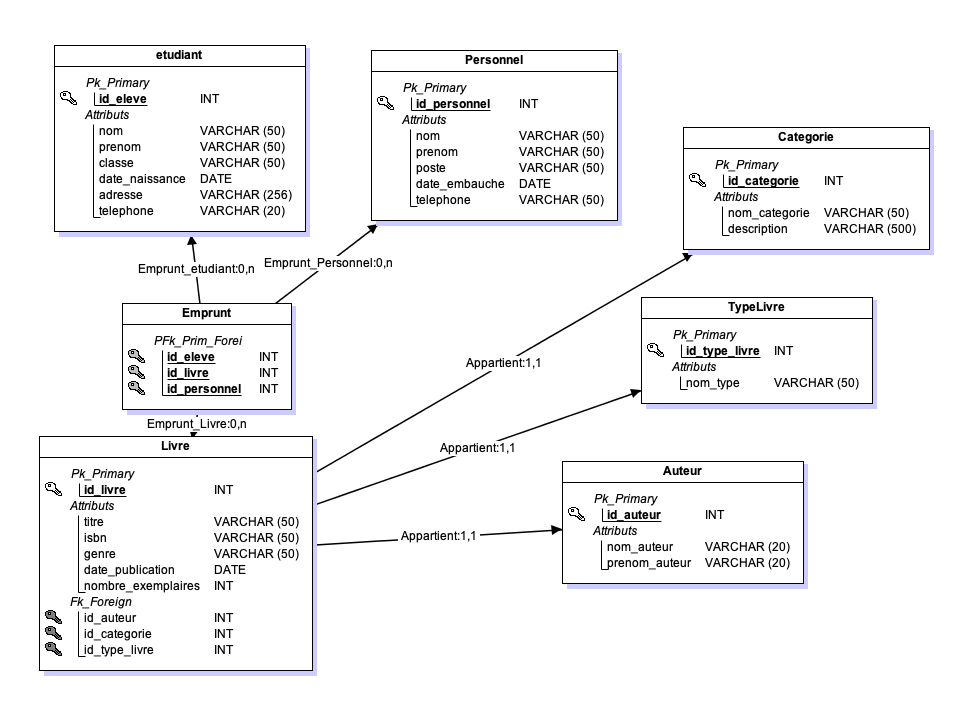 etudiant
Pk_Primary
id_eleve INT
Attributs
nom VARCHAR (50)
prenom VARCHAR (50)
classe VARCHAR (50)
date_naissance DATE
adresse VARCHAR (256)
telephone VARCHAR (20)
Personnel
Pk_Primary
id_personnel INT
Attributs
nom VARCHAR (50)
prenom VARCHAR (50)
poste VARCHAR (50)
date_embauche DATE
telephone VARCHAR (50)
Categorie
Pk_Primary
id_categorie INT
Attributs
nom_categorie VARCHAR (50)
description VARCHAR (500)
Emprunt_etudiant:0,n
Emprunt_Personnel:0,n
Emprunt
PFk_Prim_Forei
id_eleve INT
id_livre INT
id_personnel INT
TypeLivre
Pk_Primary
id_type_livre INT
Attributs
nom_type VARCHAR (50)
Appartient:1,1
Emprunt_Livre:0,n
Appartient:1,1
Livre
Pk_Primary
id_livre INT
Attributs
titre VARCHAR (50)
isbn VARCHAR (50)
genre VARCHAR (50)
date_publication DATE
nombre_exemplaires INT
Fk_Foreign
id_auteur INT
id_categorie INT
id_type_livre INT
Appartient:1,1
Auteur
Pk_Primary
id_auteur INT
Attributs
nom_auteur VARCHAR (20)
prenom_auteur VARCHAR (20)